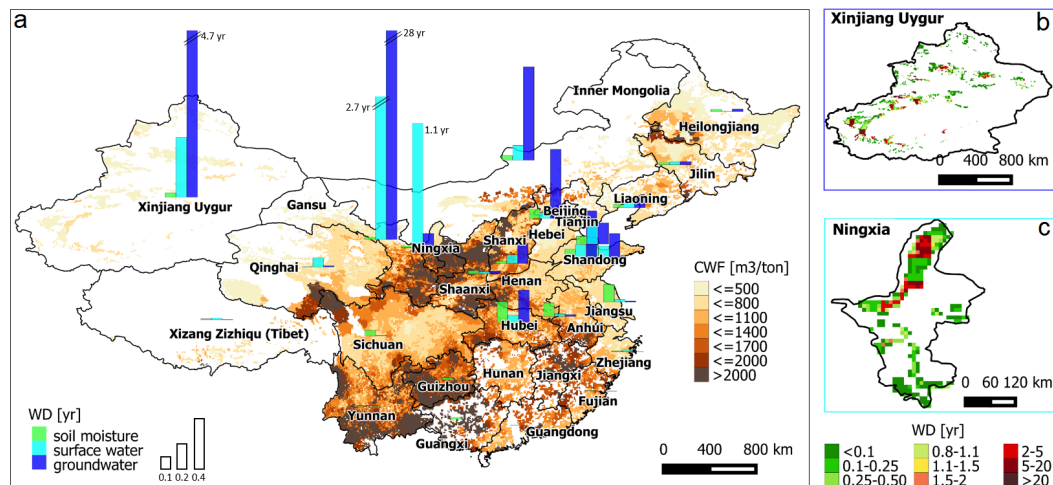 a
4.7 yr
28 yr
2.7 yr
1.1 yr
Inner Mongolia
Heilongjiang
Jilin
Liaoning
Xinjiang Uygur
Gansu
Beijing
Tianjin
Hebei
Shanxi
Ningxia
Shandong
Qinghai
Henan
Shaanxi
Jiangsu
Xizang Zizhiqu (Tibet)
Hubei
Anhui
Sichuan
Zhejiang
Hunan
Jiangxi
Guizhou
Fujian
Yunnan
Guangxi
Guangdong
CWF [m3/ton]
<=500
<=800
<=1100
<=1400
<=1700
<=2000
>2000
WD [yr]
soil moisture
surface water
groundwater
0.1 0.2 0.4
0 400 800 km
Xinjiang Uygur
b
0 400 800 km
Ningxia
c
0 60 120 km
WD [yr]
<0.1 0.8-1.1 2-5
0.1-0.25 1.1-1.5 5-20
0.25-0.50 1.5-2 >20